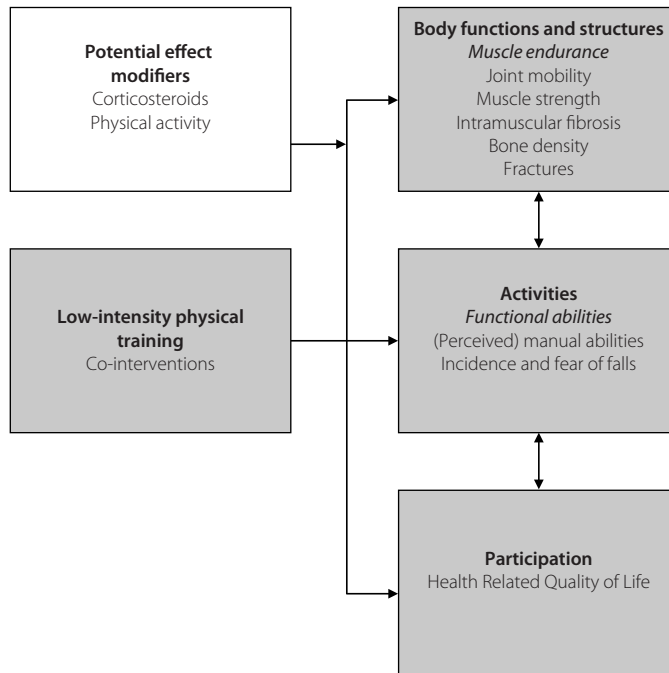 Potential effect
modifiers
Corticosteroids
Physical activity
Body functions and structures
Muscle endurance
Joint mobility
Muscle strength
Intramuscular fibrosis
Bone density
Fractures
Low-intensity physical
training
Co-interventions
Activities
Functional abilities
(Perceived) manual abilities
Incidence and fear of falls
Participation
Health Related Quality of Life